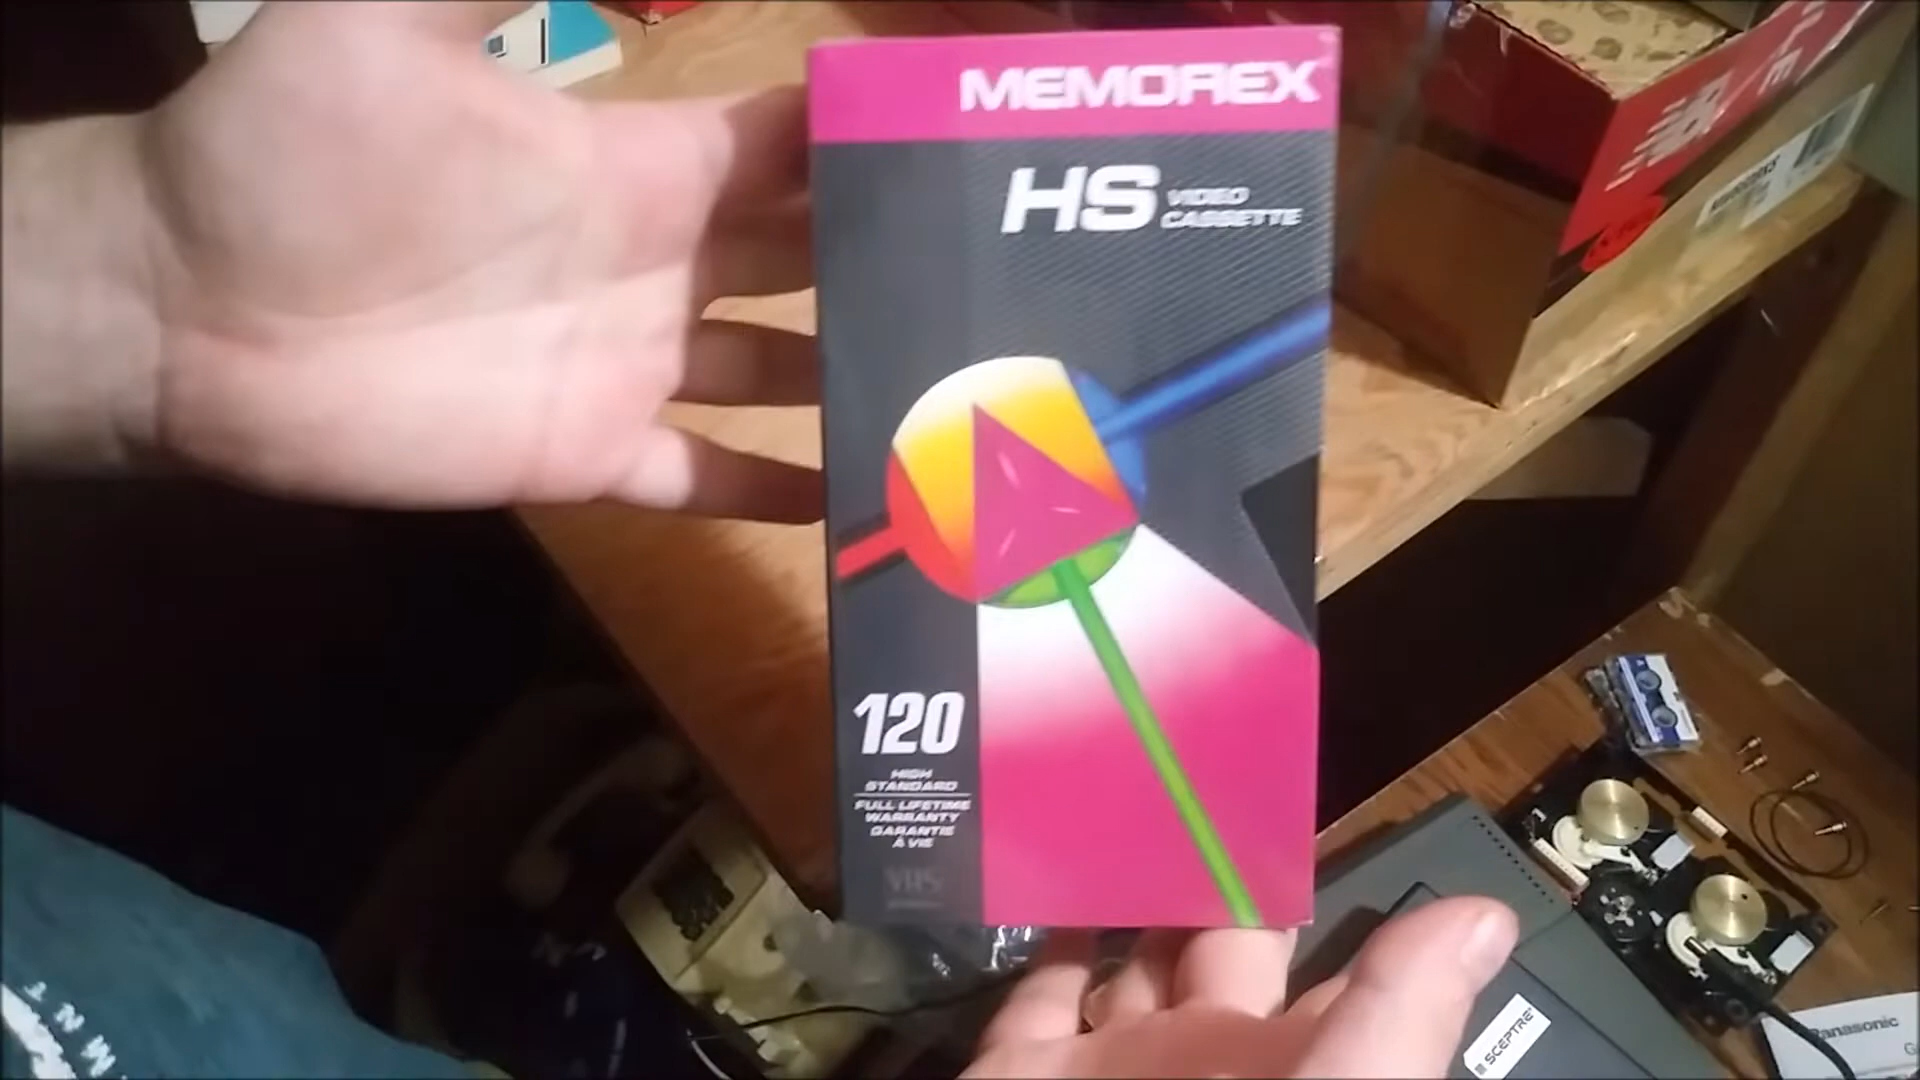 MEMOREX
HS VIDEO
CASSETTE
120
HIGH
STANDARD
FULL LIFETIME
WARRANTY
GARANTIE
À VIE
VHS
SCEPTRE
Panasonic